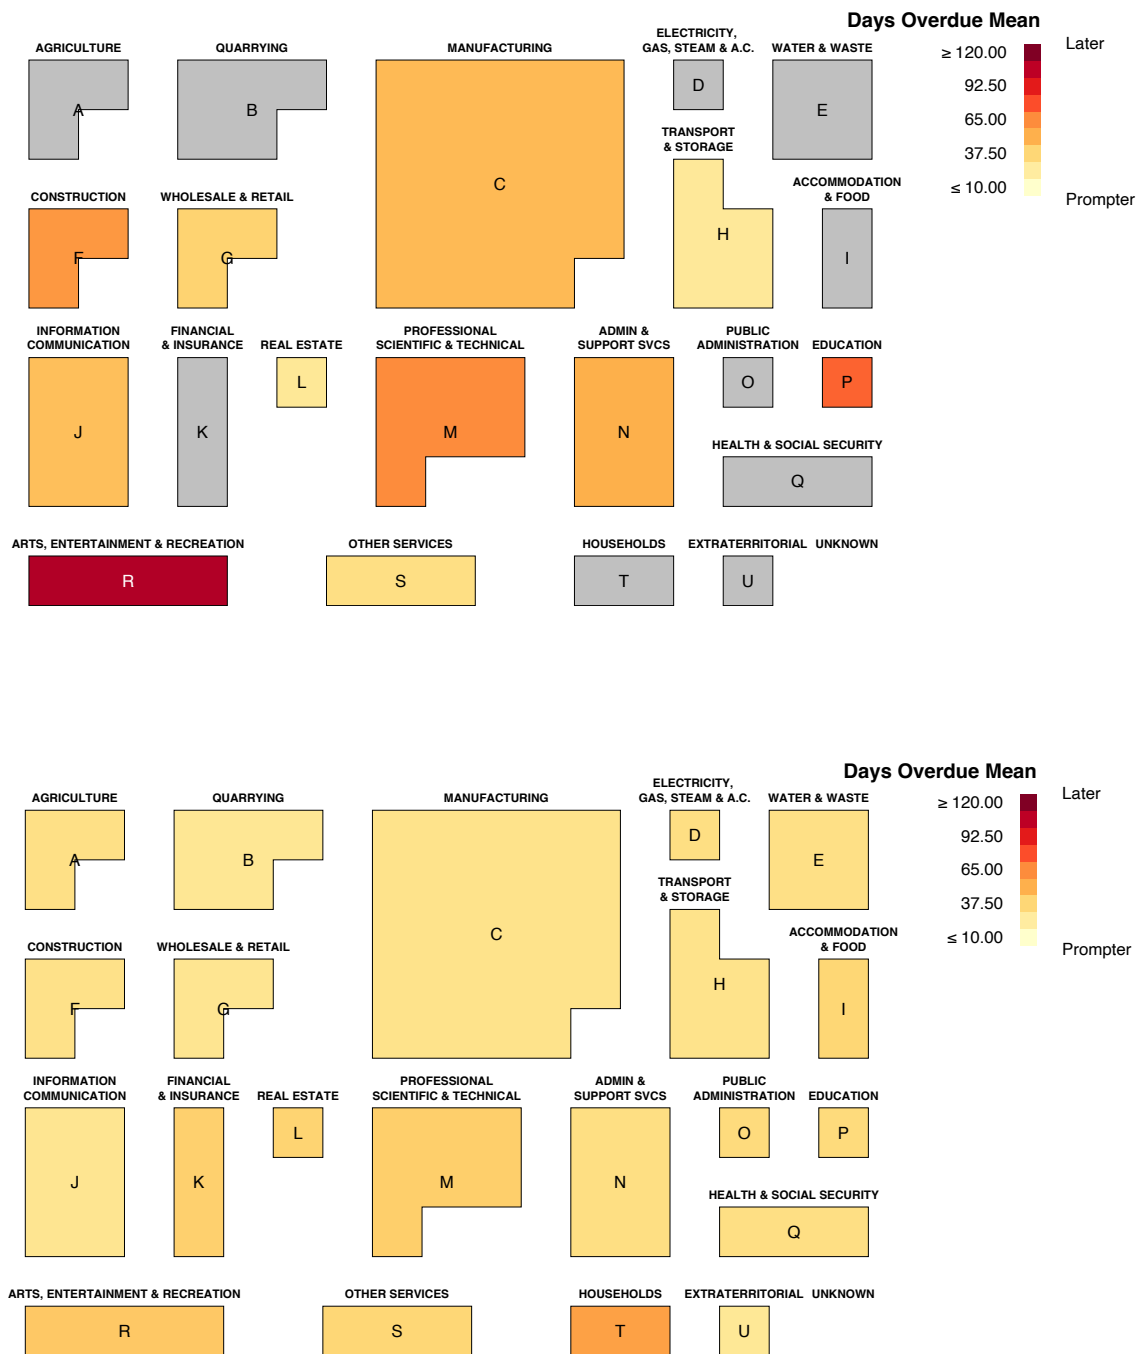 Days Overdue Mean
≥ 120.00
92.50
65.00
37.50
≤ 10.00
Later
Prompter
AGRICULTURE
QUARRYING
MANUFACTURING
ELECTRICITY,
GAS, STEAM & A.C.
WATER & WASTE
A
B
C
D
E
TRANSPORT
& STORAGE
CONSTRUCTION
WHOLESALE & RETAIL
ACCOMMODATION
& FOOD
F
G
H
I
INFORMATION
COMMUNICATION
FINANCIAL
& INSURANCE
REAL ESTATE
PROFESSIONAL
SCIENTIFIC & TECHNICAL
ADMIN &
SUPPORT SVCS
PUBLIC
ADMINISTRATION
EDUCATION
J
K
L
M
N
O
P
HEALTH & SOCIAL SECURITY
Q
ARTS, ENTERTAINMENT & RECREATION
OTHER SERVICES
HOUSEHOLDS
EXTRATERRITORIAL
UNKNOWN
R
S
T
U
Days Overdue Mean
≥ 120.00
92.50
65.00
37.50
≤ 10.00
Later
Prompter
AGRICULTURE
QUARRYING
MANUFACTURING
ELECTRICITY,
GAS, STEAM & A.C.
WATER & WASTE
A
B
C
D
E
TRANSPORT
& STORAGE
CONSTRUCTION
WHOLESALE & RETAIL
ACCOMMODATION
& FOOD
F
G
H
I
INFORMATION
COMMUNICATION
FINANCIAL
& INSURANCE
REAL ESTATE
PROFESSIONAL
SCIENTIFIC & TECHNICAL
ADMIN &
SUPPORT SVCS
PUBLIC
ADMINISTRATION
EDUCATION
J
K
L
M
N
O
P
HEALTH & SOCIAL SECURITY
Q
ARTS, ENTERTAINMENT & RECREATION
OTHER SERVICES
HOUSEHOLDS
EXTRATERRITORIAL
UNKNOWN
R
S
T
U